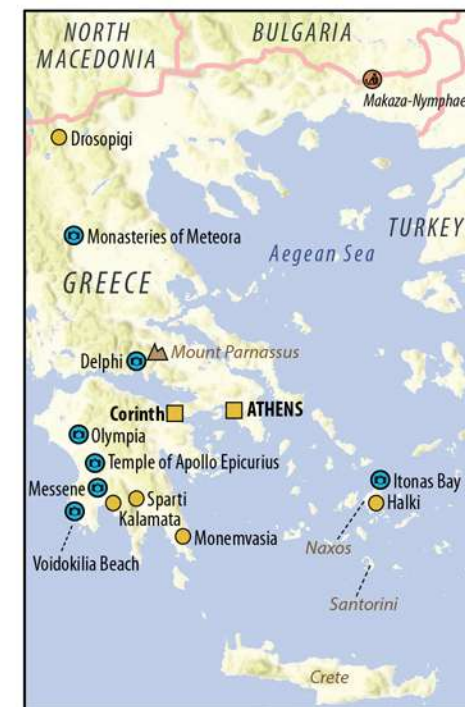 NORTH
MACEDONIA
BULGARIA
Makaza-Nymphaea
Drosopigi
TURKEY
Monasteries of Meteora
Aegean Sea
GREECE
Mount Parnassus
Delphi
Corinth
ATHENS
Olympia
Temple of Apollo Epicurius
Itonas Bay
Messene
Sparti
Halki
Kalamata
Monemvasia
Naxos
Voidokilia Beach
Santorini
Crete